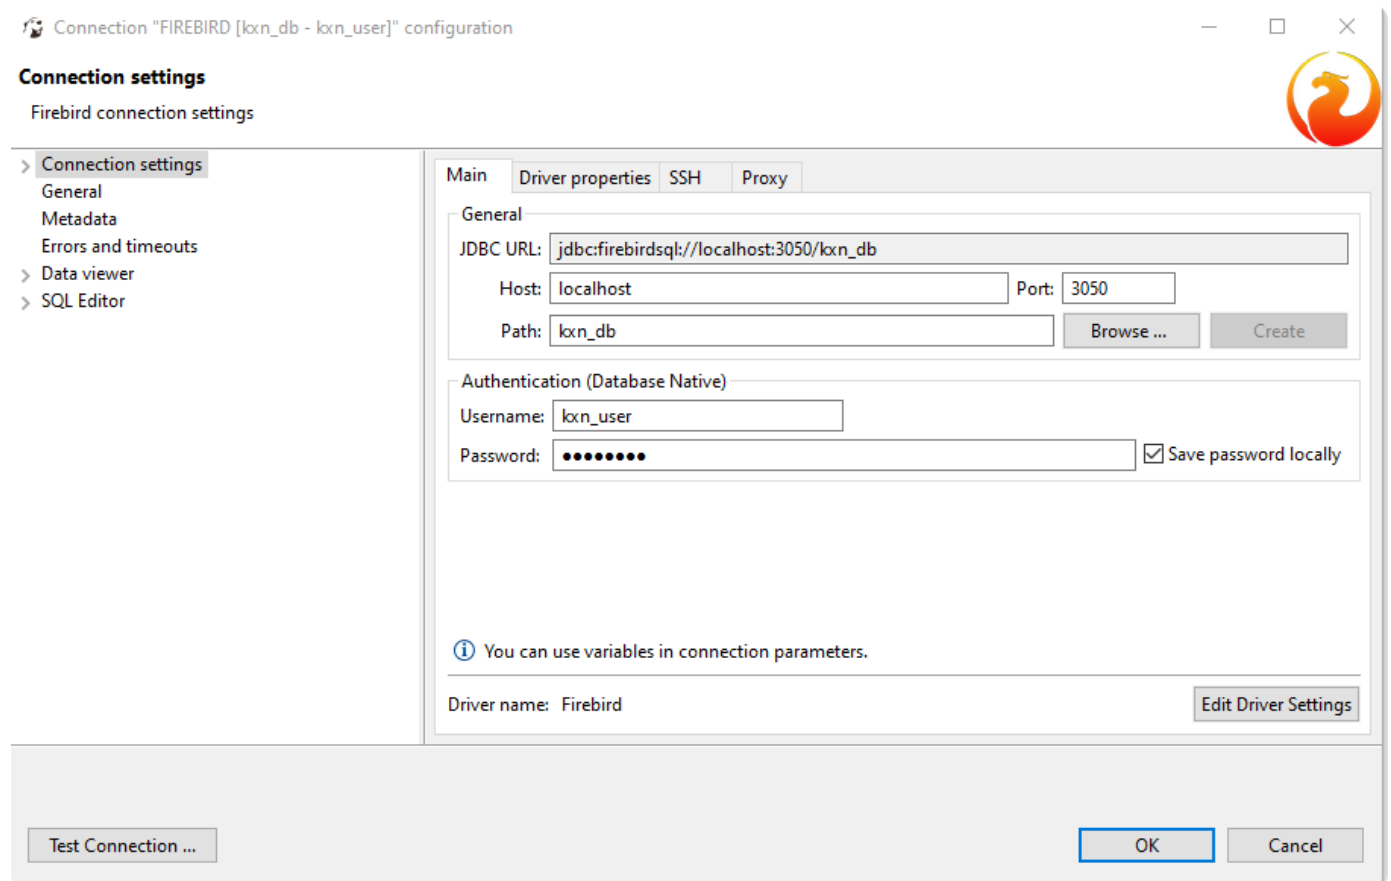 Connection "FIREBIRD [kxn_db - kxn_user]" configuration
Connection settings
Firebird connection settings
Connection settings
General
Metadata
Errors and timeouts
Data viewer
SQL Editor
Main Driver properties SSH Proxy
General
JDBC URL: jdbc:firebirdsql://localhost:3050/kxn_db
Host: localhost Port: 3050
Path: kxn_db Browse ... Create
Authentication (Database Native)
Username: kxn_user
Password: •••••••• Save password locally
You can use variables in connection parameters.
Driver name: Firebird Edit Driver Settings
Test Connection ... OK Cancel